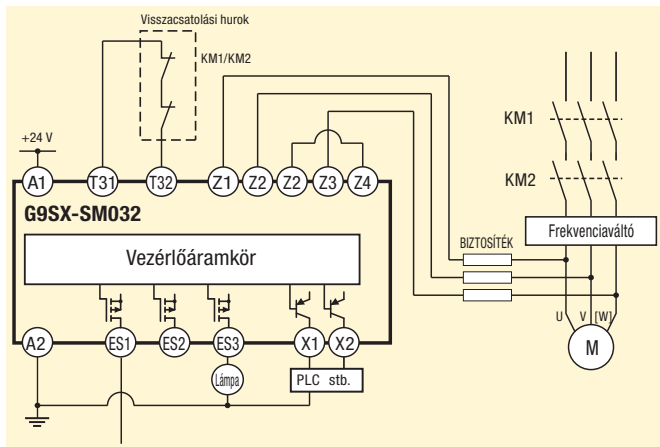 Visszacsatolási hurok
KM1/KM2
+24 V
A1
T31
T32
Z1
Z2
Z2
Z3
Z4
KM1
KM2
G9SX-SM032
Vezérlőáramkör
Frekvenciaváltó
BIZTOSÍTÉK
U
V
[W]
M
A2
ES1
ES2
ES3
X1
X2
Lámpa
PLC stb.